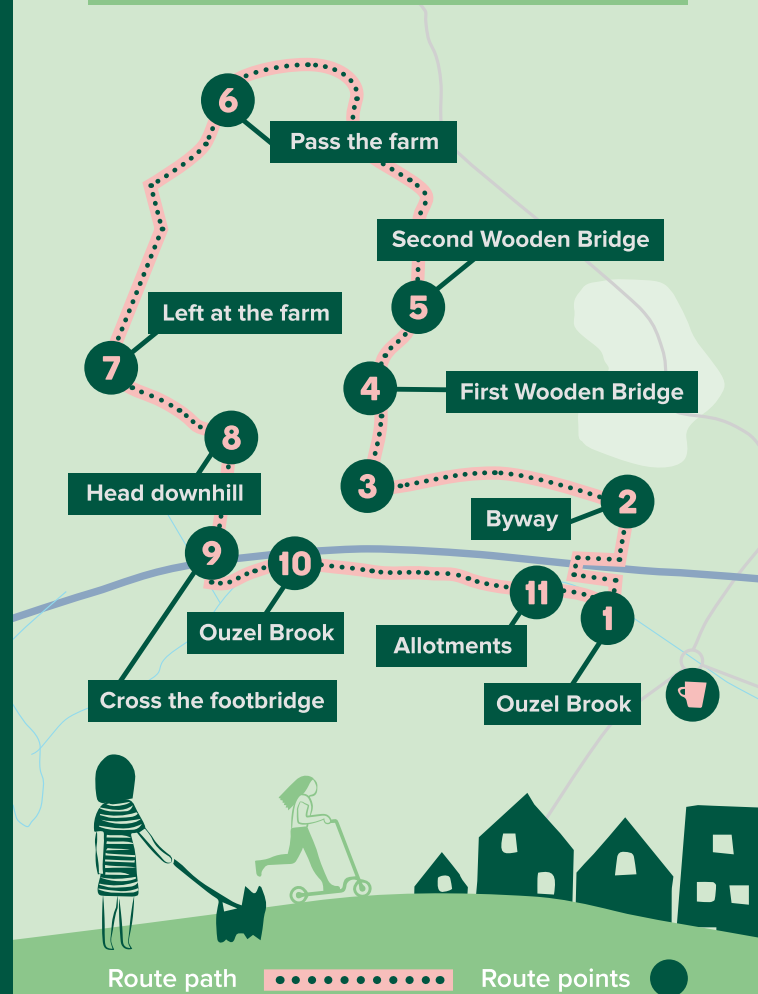 6
Pass the farm
Second Wooden Bridge
5
Left at the farm
7
4
First Wooden Bridge
8
3
Head downhill
2
Byway
9
10
11
1
Ouzel Brook
Allotments
Cross the footbridge
Ouzel Brook
Route path
Route points